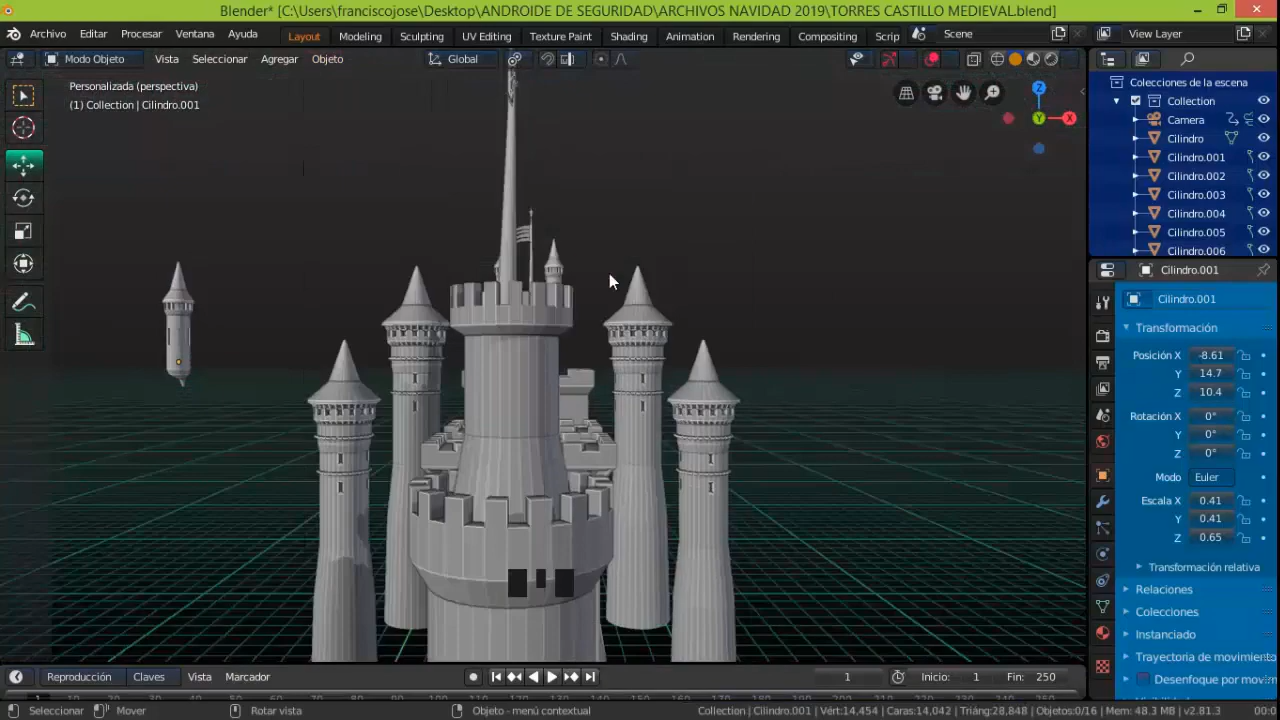 Blender* [C:\Users\franciscojose\Desktop\ANDROIDE DE SEGURIDAD\ARCHIVOS NAVIDAD 2019\TORRES CASTILLO MEDIEVAL.blend]
Archivo Editar Procesar Ventana Ayuda Layout Modeling Sculpting UV Editing Texture Paint Shading Animation Rendering Compositing Scrip Scene View Layer
Modo Objeto Vista Seleccionar Agregar Objeto Global
Personalizada (perspectiva)
(1) Collection | Cilindro.001
Z
Y
X
Colecciones de la escena
Collection
Camera
Cilindro
Cilindro.001
Cilindro.002
Cilindro.003
Cilindro.004
Cilindro.005
Cilindro.006
Cilindro.001
Cilindro.001
Transformación
Posición X -8.61
Y 14.7
Z 10.4
Rotación X 0°
Y 0°
Z 0°
Modo Euler
Escala X 0.41
Y 0.41
Z 0.65
Transformación relativa
Relaciones
Colecciones
Instanciado
Trayectoria de movimiento
Desenfoque por movim
Reproducción Claves Vista Marcador 1 Inicio: 1 Fin: 250
Seleccionar Mover Rotar vista Objeto - menú contextual Collection | Cilindro.001 | Vért:14,454 | Caras:14,042 | Triáng:28,848 | Objetos:0/16 | Mem: 48.3 MB | v2.81.3